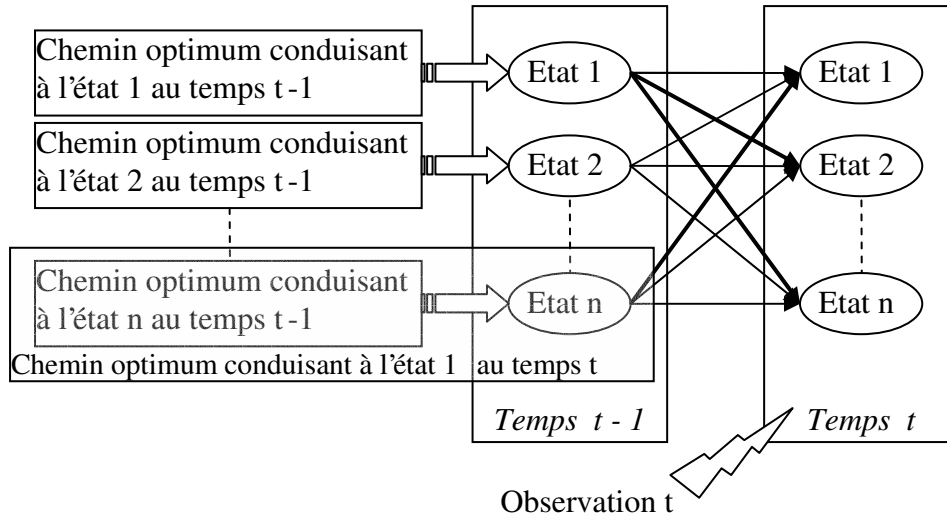 Chemin optimum conduisant
à l'état 1 au temps t-1
Etat 1
Etat 1
Chemin optimum conduisant
à l'état 2 au temps t-1
Etat 2
Etat 2
Chemin optimum conduisant
à l'état n au temps t-1
Etat n
Etat n
Chemin optimum conduisant à l'état 1 au temps t
Temps t - 1
Temps t
Observation t